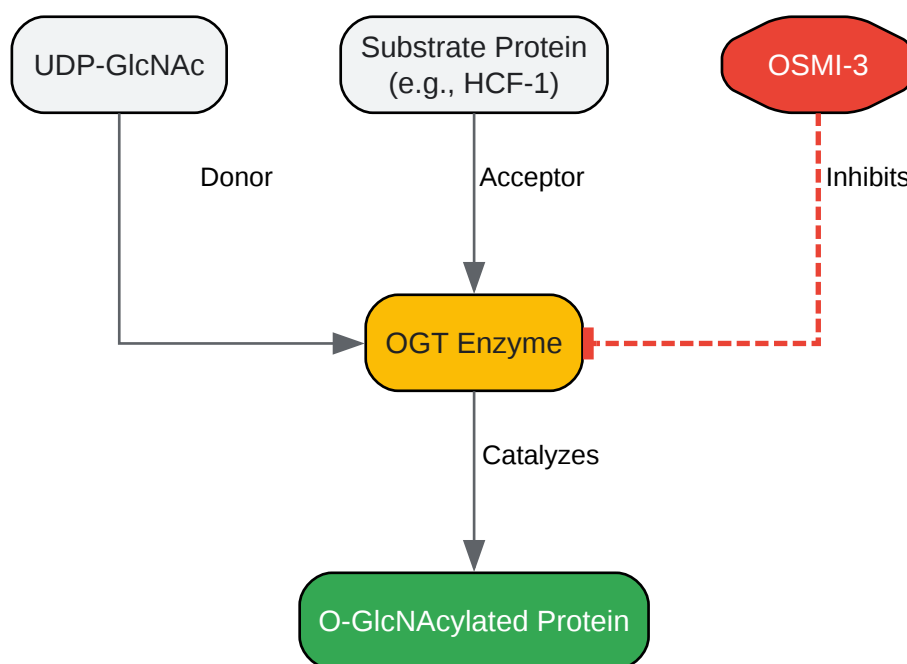 UDP-GlcNAc
Substrate Protein
(e.g., HCF-1)
OSMI-3
Donor
Acceptor
Inhibits
OGT Enzyme
Catalyzes
O-GlcNAcylated Protein